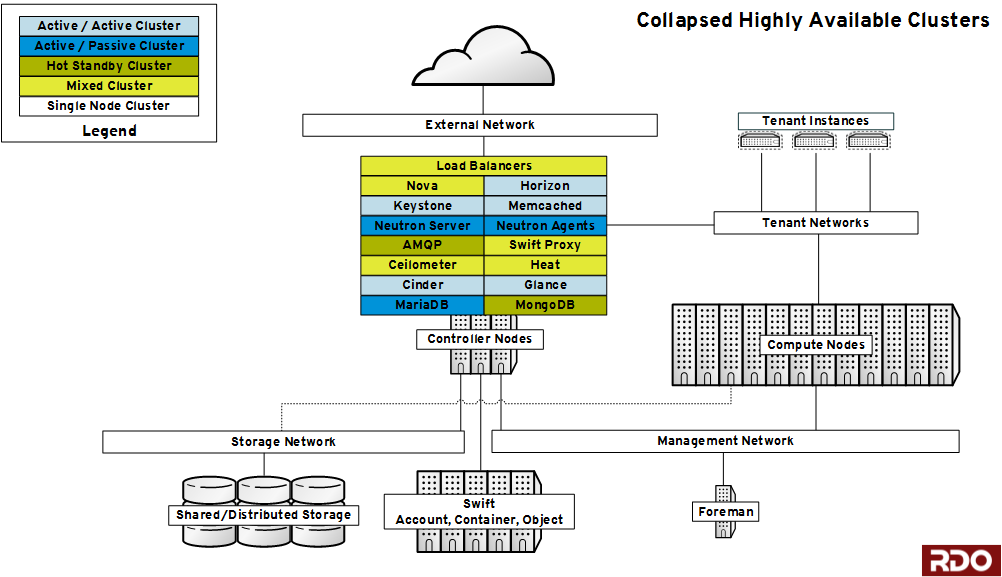 Collapsed Highly Available Clusters
Active / Active Cluster
Active / Passive Cluster
Hot Standby Cluster
Mixed Cluster
Single Node Cluster
Legend
External Network
Tenant Instances
Load Balancers
Nova
Horizon
Keystone
Memcached
Neutron Server
Neutron Agents
AMQP
Swift Proxy
Ceilometer
Heat
Cinder
Glance
MariaDB
MongoDB
Tenant Networks
Controller Nodes
Compute Nodes
Storage Network
Management Network
Shared/Distributed Storage
Swift
Account, Container, Object
Foreman
RDO